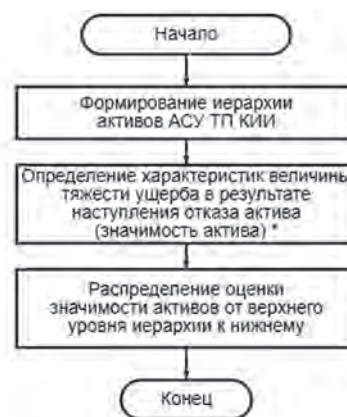 Начало
Формирование иерархии
активов АСУ ТП КИИ
Определение характеристик величины
тяжести ущерба в результате
наступления отказа актива
(значимость актива) *
Распределение оценки
значимости активов от верхнего
уровня иерархии к нижнему
Конец